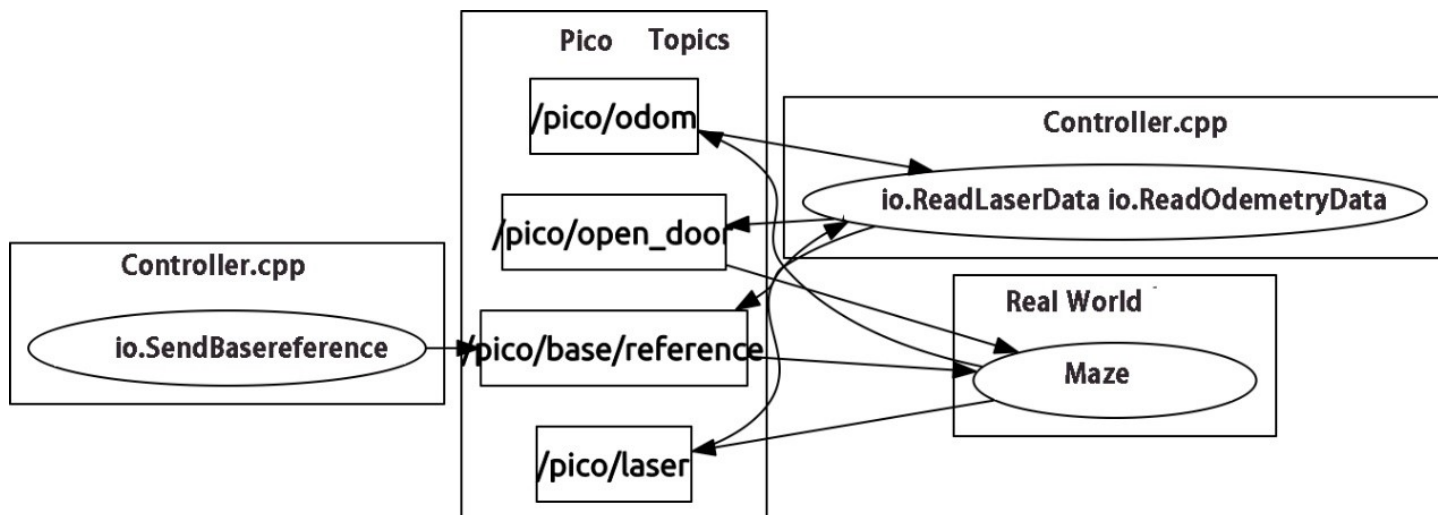 Pico Topics
/pico/odom
/pico/open_door
/pico/base/reference
/pico/laser
Controller.cpp
io.SendBasereference
Controller.cpp
io.ReadLaserData io.ReadOdemetryData
Real World
Maze